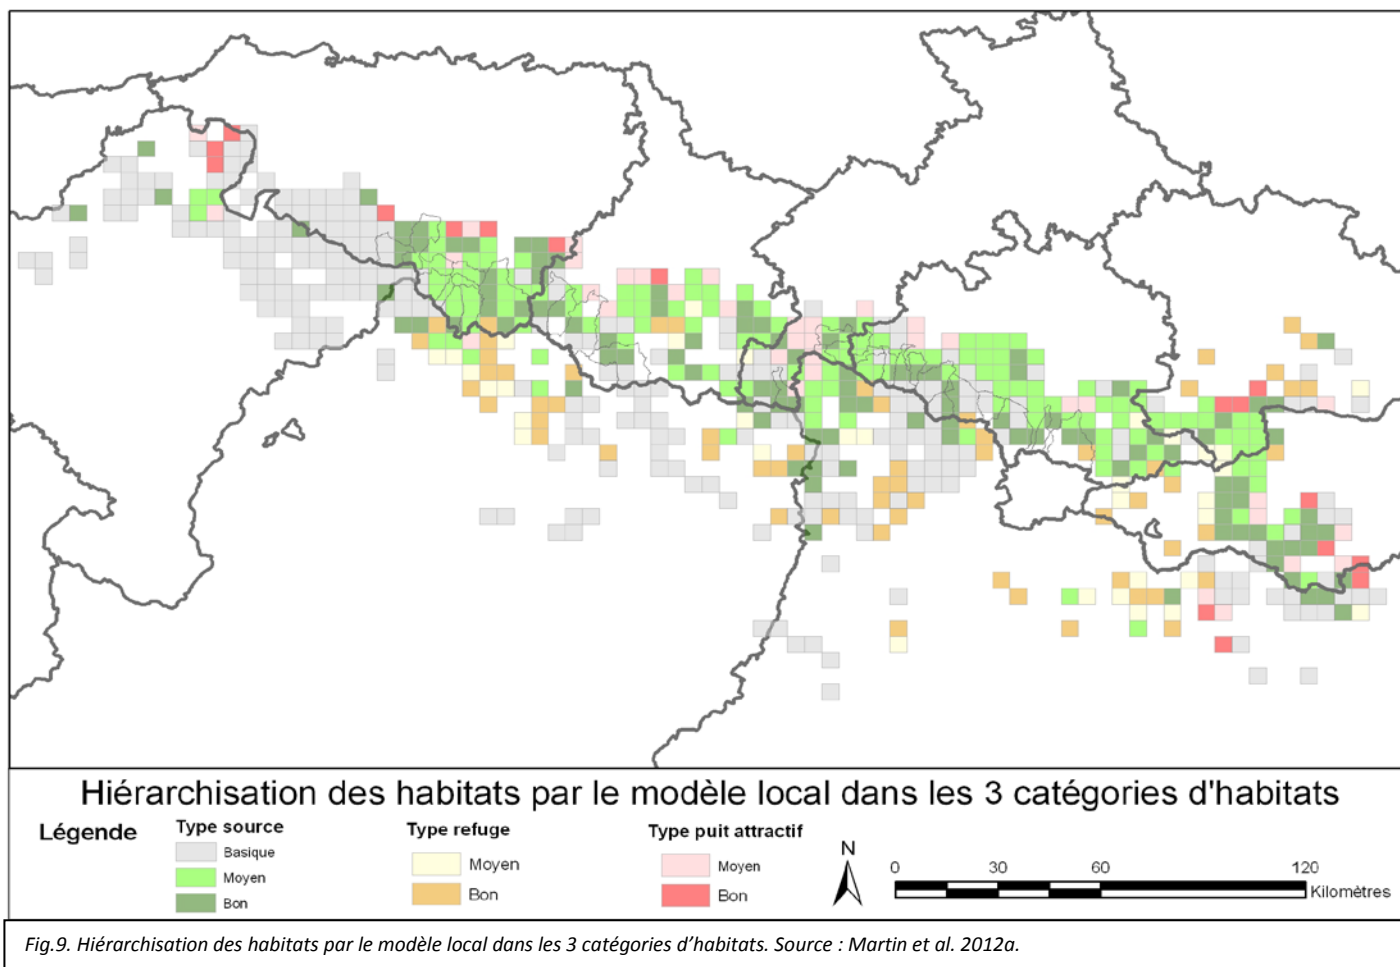 Hiérarchisation des habitats par le modèle local dans les 3 catégories d'habitats
Légende
Type source
Basique
Moyen
Bon
Type refuge
Moyen
Bon
Type puit attractif
Moyen
Bon
N
0 30 60 120
Kilomètres
Fig.9. Hiérarchisation des habitats par le modèle local dans les 3 catégories d’habitats. Source : Martin et al. 2012a.